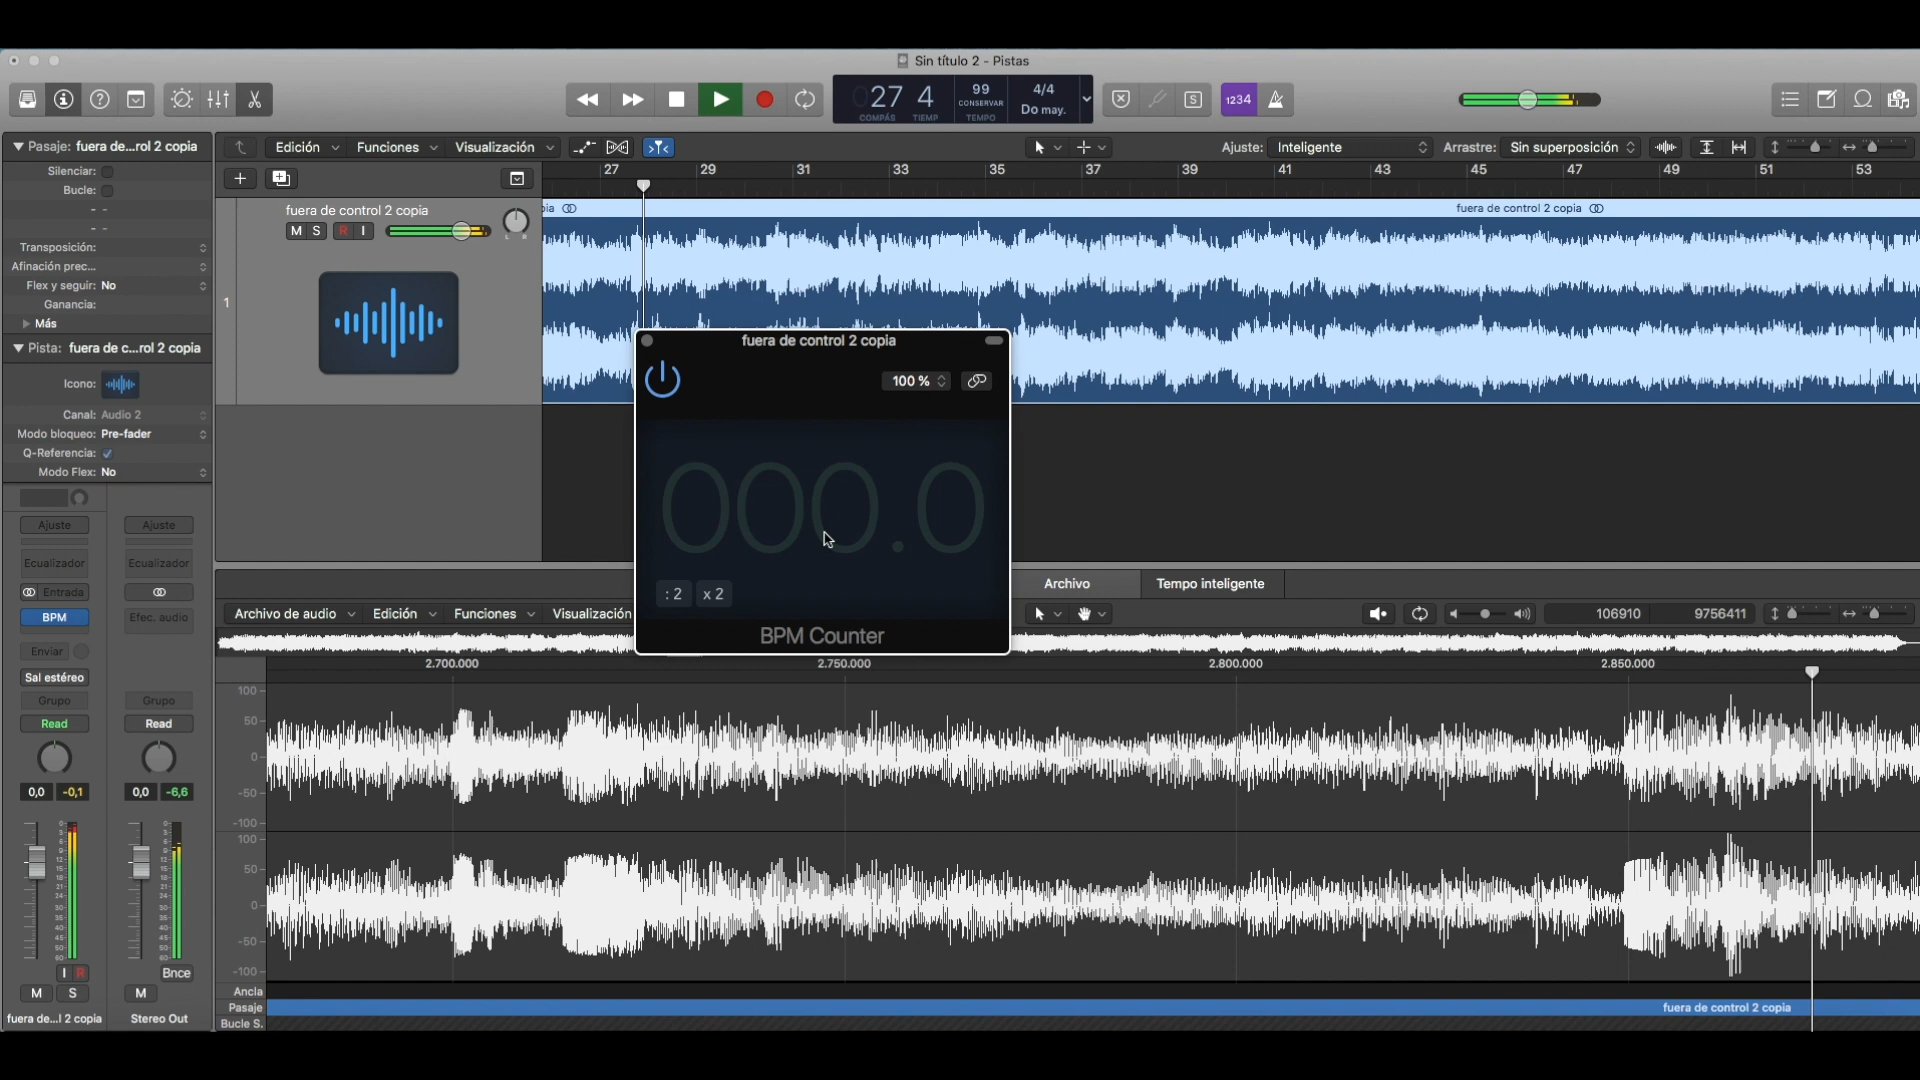 Sin título 2 - Pistas
27 4
COMPÁS TIEMP
99
CONSERVAR
TEMPO
4/4
Do may.
S
1234
Pasaje: fuera de...rol 2 copia
Silenciar:
Bucle:
- -
- -
Transposición:
Afinación prec...
Flex y seguir: No
Ganancia:
Más
Pista: fuera de c...rol 2 copia
Icono:
Canal: Audio 2
Modo bloqueo: Pre-fader
Q-Referencia:
Modo Flex: No
Ajuste Ajuste
Ecualizador Ecualizador
Entrada
BPM Efec. audio
Enviar
Sal estéreo
Grupo Grupo
Read Read
0,0 -0,1 0,0 -6,6
I R Bnce
M S M
fuera de...l 2 copia Stereo Out
Edición Funciones Visualización
Ajuste: Inteligente Arrastre: Sin superposición
27 29 31 33 35 37 39 41 43 45 47 49 51 53
fuera de control 2 copia
M S R I
L R
1
pia
fuera de control 2 copia
fuera de control 2 copia
100 %
000.0
: 2 x 2
BPM Counter
Archivo Tempo inteligente
Archivo de audio Edición Funciones Visualización
106910 9756411
2.700.000 2.750.000 2.800.000 2.850.000
100
50
0
-50
-100
100
50
0
-50
-100
Ancla
Pasaje fuera de control 2 copia
Bucle S.